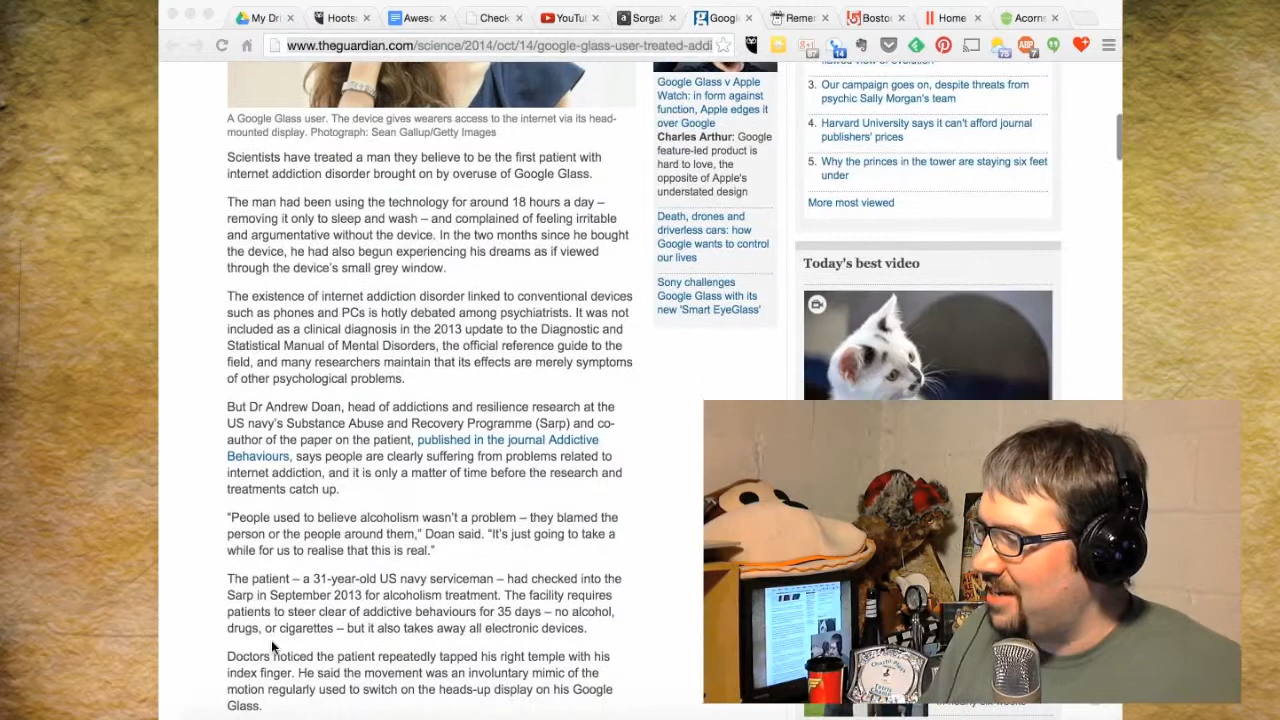 My Dri
Hoots
Awes
Check
YouTu
Sorgat
Google
Remer
Bosto
Home
Acorns
www.theguardian.com/science/2014/oct/14/google-glass-user-treated-addi
A Google Glass user. The device gives wearers access to the internet via its head-
mounted display. Photograph: Sean Gallup/Getty Images
Scientists have treated a man they believe to be the first patient with
internet addiction disorder brought on by overuse of Google Glass.
The man had been using the technology for around 18 hours a day –
removing it only to sleep and wash – and complained of feeling irritable
and argumentative without the device. In the two months since he bought
the device, he had also begun experiencing his dreams as if viewed
through the device's small grey window.
The existence of internet addiction disorder linked to conventional devices
such as phones and PCs is hotly debated among psychiatrists. It was not
included as a clinical diagnosis in the 2013 update to the Diagnostic and
Statistical Manual of Mental Disorders, the official reference guide to the
field, and many researchers maintain that its effects are merely symptoms
of other psychological problems.
But Dr Andrew Doan, head of addictions and resilience research at the
US navy's Substance Abuse and Recovery Programme (Sarp) and co-
author of the paper on the patient, published in the journal Addictive
Behaviours, says people are clearly suffering from problems related to
internet addiction, and it is only a matter of time before the research and
treatments catch up.
"People used to believe alcoholism wasn't a problem – they blamed the
person or the people around them," Doan said. "It's just going to take a
while for us to realise that this is real."
The patient – a 31-year-old US navy serviceman – had checked into the
Sarp in September 2013 for alcoholism treatment. The facility requires
patients to steer clear of addictive behaviours for 35 days – no alcohol,
drugs, or cigarettes – but it also takes away all electronic devices.
Doctors noticed the patient repeatedly tapped his right temple with his
index finger. He said the movement was an involuntary mimic of the
motion regularly used to switch on the heads-up display on his Google
Glass.
Google Glass v Apple
Watch: in form against
function, Apple edges it
over Google
Charles Arthur: Google
feature-led product is
hard to love, the
opposite of Apple's
understated design
Death, drones and
driverless cars: how
Google wants to control
our lives
Sony challenges
Google Glass with its
new 'Smart EyeGlass'
3. Our campaign goes on, despite threats from
psychic Sally Morgan's team
4. Harvard University says it can't afford journal
publishers' prices
5. Why the princes in the tower are staying six feet
under
More most viewed
Today's best video